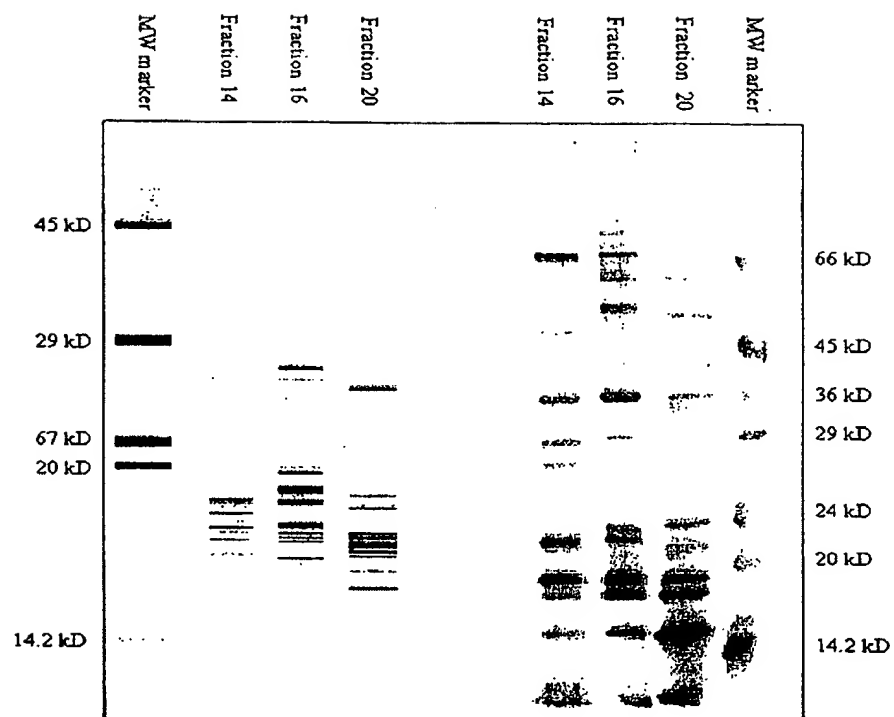 MW marker
Fraction 14
Fraction 16
Fraction 20
Fraction 14
Fraction 16
Fraction 20
MW marker
45 kD
29 kD
67 kD
20 kD
14.2 kD
66 kD
45 kD
36 kD
29 kD
24 kD
20 kD
14.2 kD